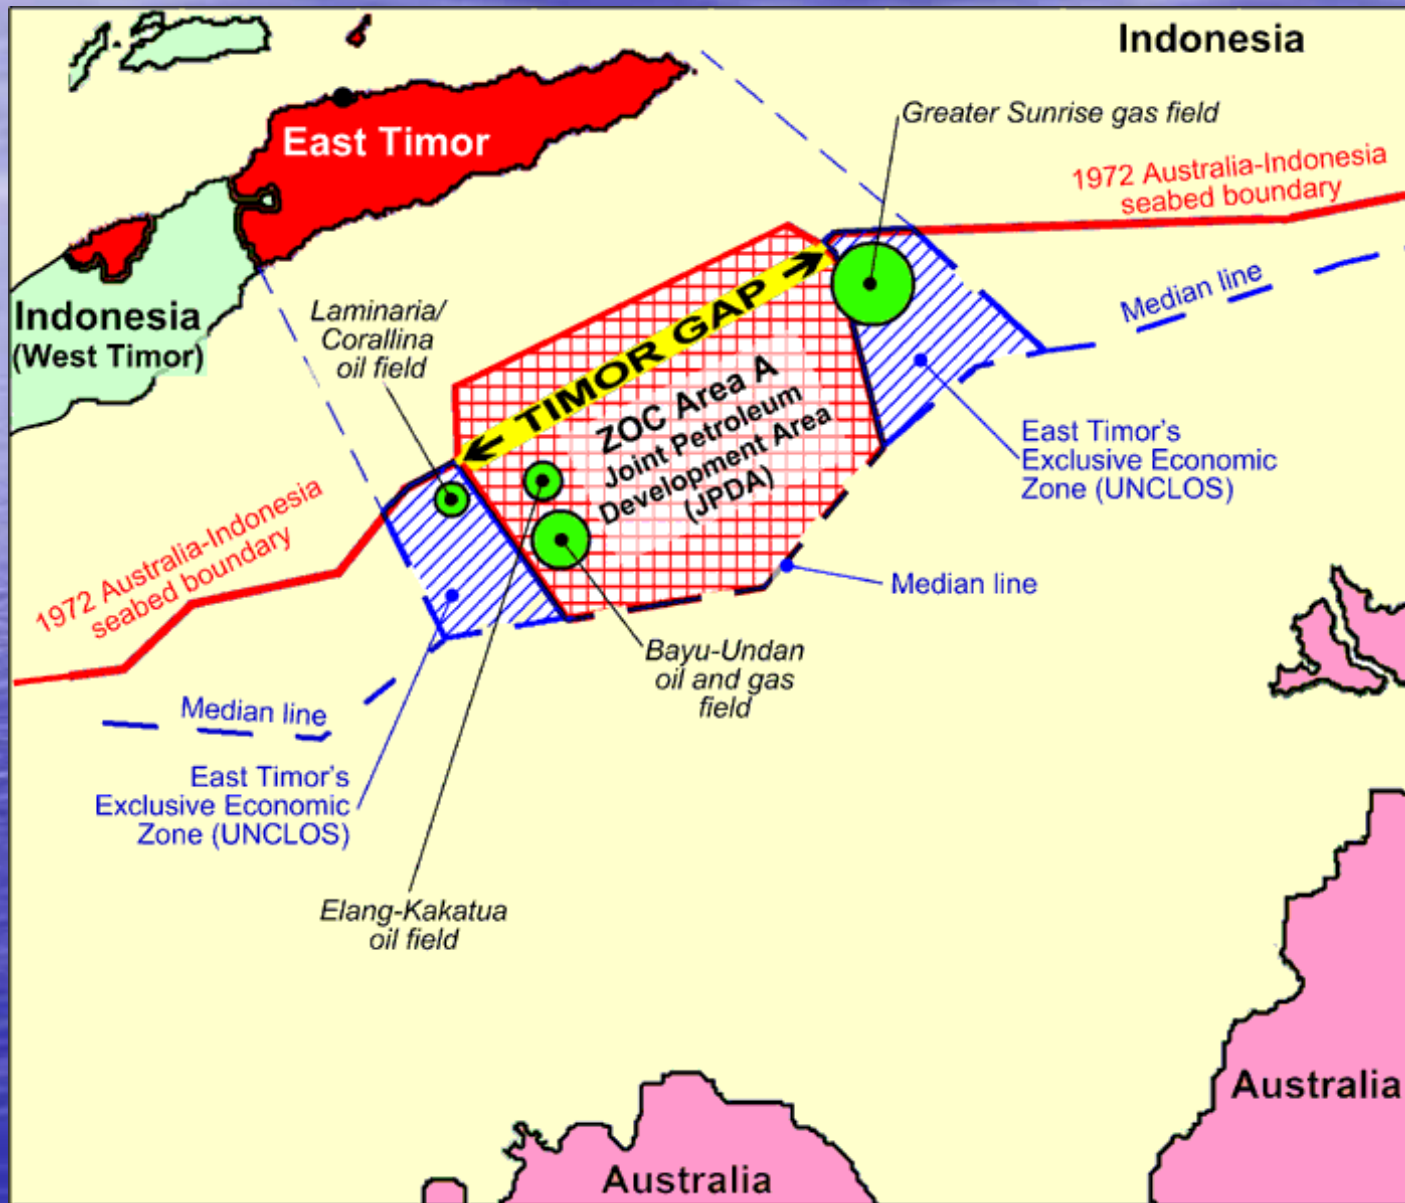 Indonesia
Greater Sunrise gas field
East Timor
1972 Australia-Indonesia
seabed boundary
Indonesia
(West Timor)
Laminaria/
Corallina
oil field
Median line
TIMOR GAP
ZOC Area A
Joint Petroleum
Development Area
(JPDA)
East Timor's
Exclusive Economic
Zone (UNCLOS)
1972 Australia-Indonesia
seabed boundary
Median line
Bayu-Undan
oil and gas
field
Median line
East Timor's
Exclusive Economic
Zone (UNCLOS)
Elang-Kakatua
oil field
Australia
Australia